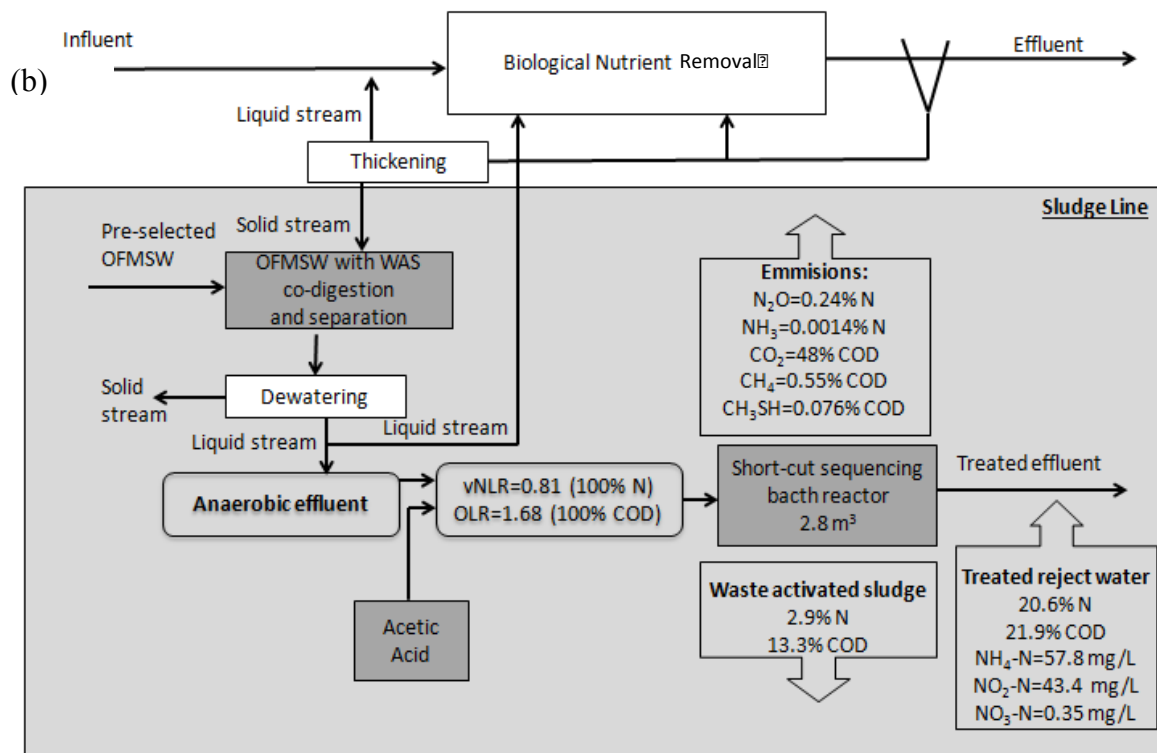 (b)
Influent
Biological Nutrient Removal⍰
Effluent
Liquid stream
Thickening
Sludge Line
Solid stream
Pre-selected
OFMSW
OFMSW with WAS
co-digestion
and separation
Emmisions:
N₂O=0.24% N
NH₃=0.0014% N
CO₂=48% COD
CH₄=0.55% COD
CH₃SH=0.076% COD
Solid
stream
Dewatering
Liquid stream
Liquid stream
Anaerobic effluent
vNLR=0.81 (100% N)
OLR=1.68 (100% COD)
Short-cut sequencing
bacth reactor
2.8 m³
Treated effluent
Acetic
Acid
Waste activated sludge
2.9% N
13.3% COD
Treated reject water
20.6% N
21.9% COD
NH₄-N=57.8 mg/L
NO₂-N=43.4 mg/L
NO₃-N=0.35 mg/L